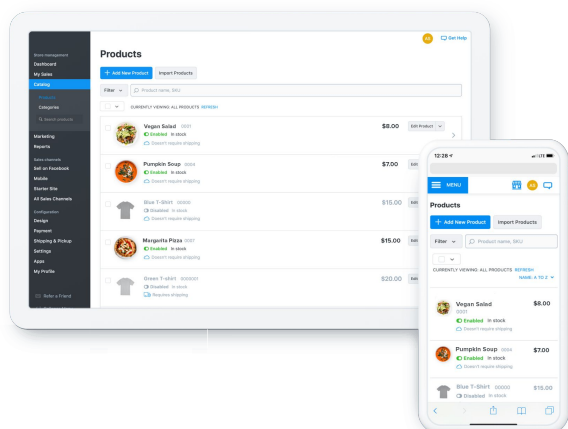 Get Help
Store management
Dashboard
My Sales
Catalog
Products
Categories
Search products
Marketing
Reports
Sales channels
Sell on Facebook
Mobile
Starter Site
All Sales Channels
Configuration
Design
Payment
Shipping & Pickup
Settings
Apps
My Profile
Refer a Friend
Products
+ Add New Product Import Products
Filter Product name, SKU
CURRENTLY VIEWING: ALL PRODUCTS REFRESH
Vegan Salad 0001 $8.00 Edit Product
Enabled In stock
Doesn't require shipping
Pumpkin Soup 0004 $7.00 Edit
Enabled In stock
Doesn't require shipping
Blue T-Shirt 00000 $15.00 Edit
Disabled In stock
Doesn't require shipping
Margarita Pizza 0002 $15.00 Edit
Enabled In stock
Doesn't require shipping
Green T-shirt $20.00 Edit
Disabled In stock
Requires shipping
12:28 LTE
MENU
Products
+ Add New Product Import Products
Filter Product name, SKU
CURRENTLY VIEWING: ALL PRODUCTS REFRESH
NAME: A TO Z
Vegan Salad $8.00
0001
Enabled In stock
Doesn't require shipping
Pumpkin Soup 0004 $7.00
Enabled In stock
Doesn't require shipping
Blue T-Shirt 00000 $15.00
Disabled In stock